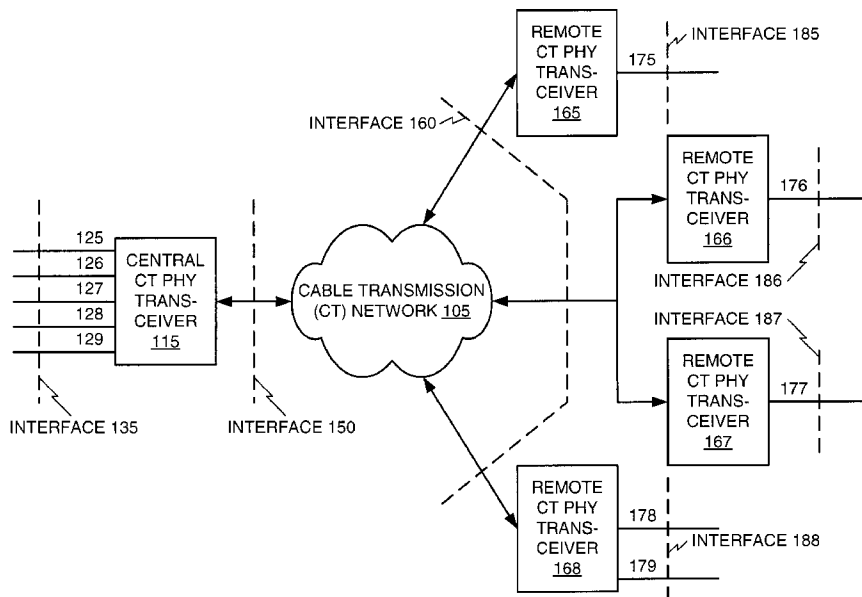 REMOTE
CT PHY
TRANS-
CEIVER
165
175
INTERFACE 185
INTERFACE 160
REMOTE
CT PHY
TRANS-
CEIVER
166
176
INTERFACE 186
125
126
127
128
129
CENTRAL
CT PHY
TRANS-
CEIVER
115
CABLE TRANSMISSION
(CT) NETWORK 105
INTERFACE 135
INTERFACE 150
INTERFACE 187
REMOTE
CT PHY
TRANS-
CEIVER
167
177
REMOTE
CT PHY
TRANS-
CEIVER
168
178
179
INTERFACE 188